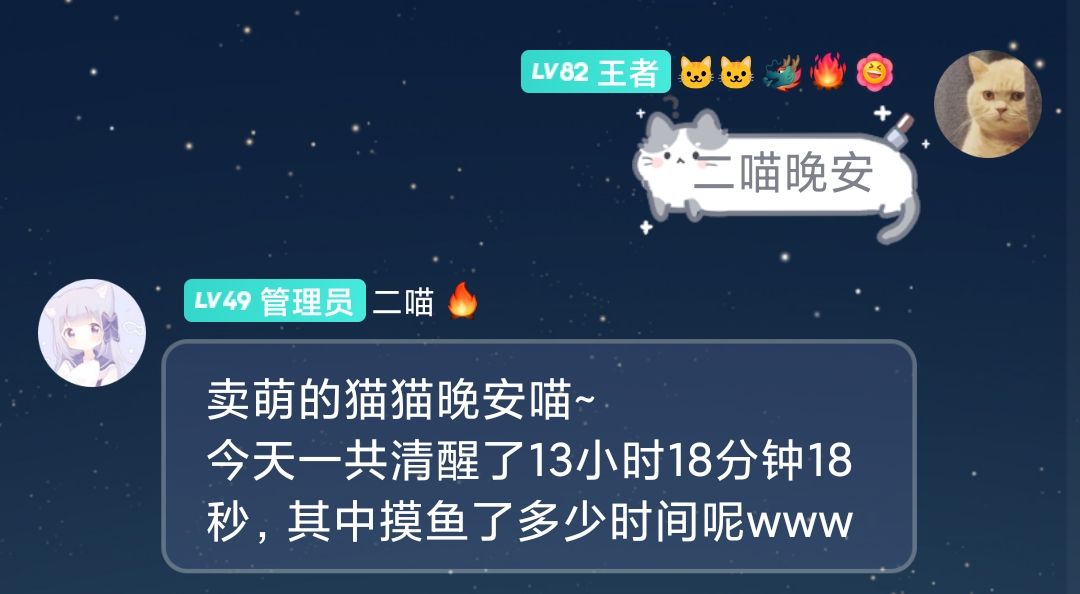 LV82 王者 🐱🐱🐲🔥
二喵晚安
LV49 管理员 二喵🔥
卖萌的猫猫晚安喵~
今天一共清醒了13小时18分钟18
秒，其中摸鱼了多少时间呢www